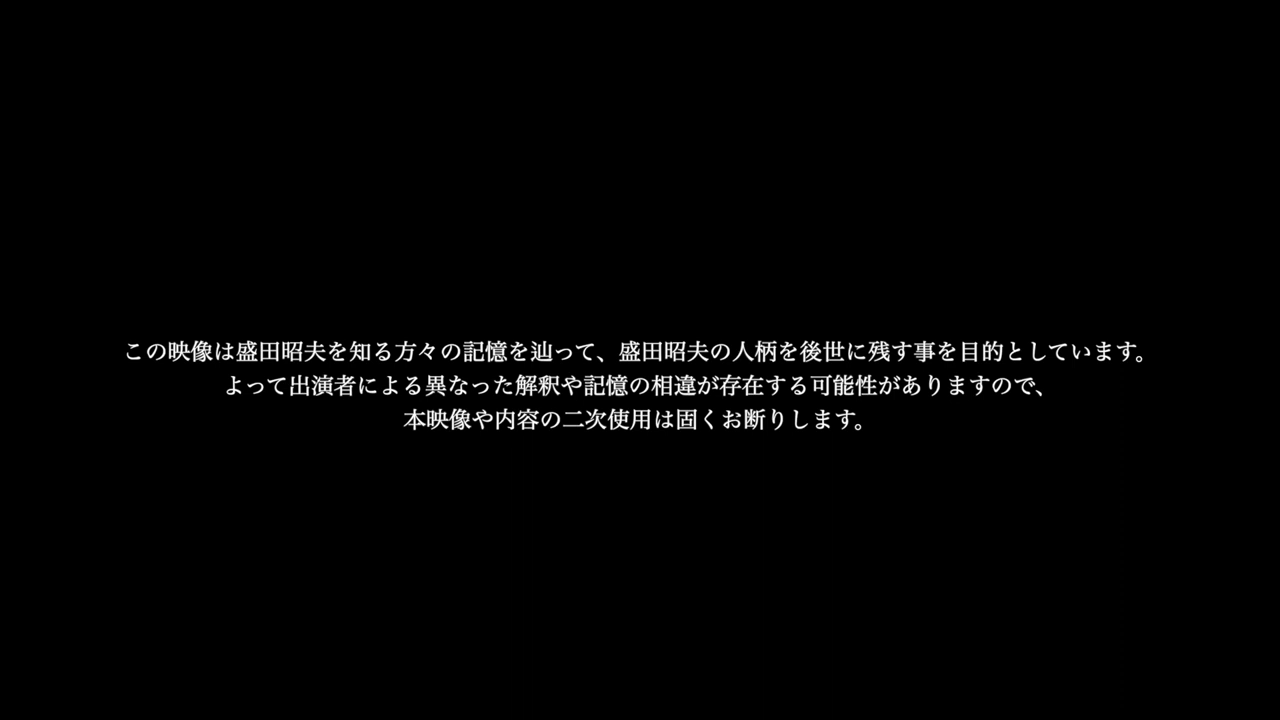 この映像は盛田昭夫を知る方々の記憶を辿って、盛田昭夫の人柄を後世に残す事を目的としています。
よって出演者による異なった解釈や記憶の相違が存在する可能性がありますので、
本映像や内容の二次使用は固くお断りします。